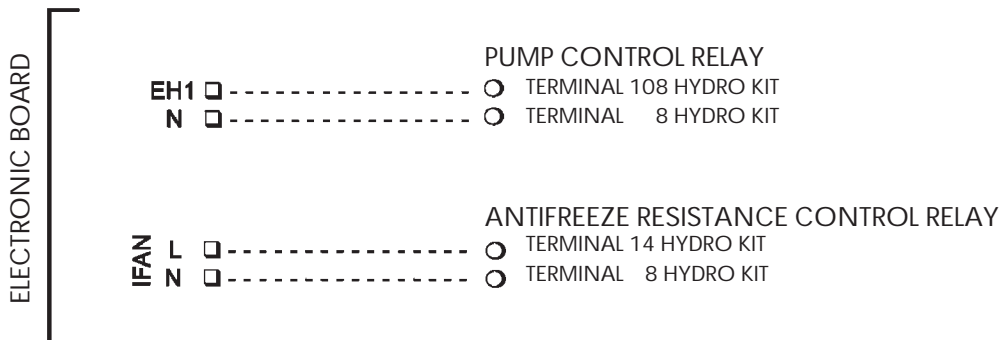 ELECTRONIC BOARD
PUMP CONTROL RELAY
EH1 TERMINAL 108 HYDRO KIT
N TERMINAL 8 HYDRO KIT
ANTIFREEZE RESISTANCE CONTROL RELAY
IFAN
L TERMINAL 14 HYDRO KIT
N TERMINAL 8 HYDRO KIT